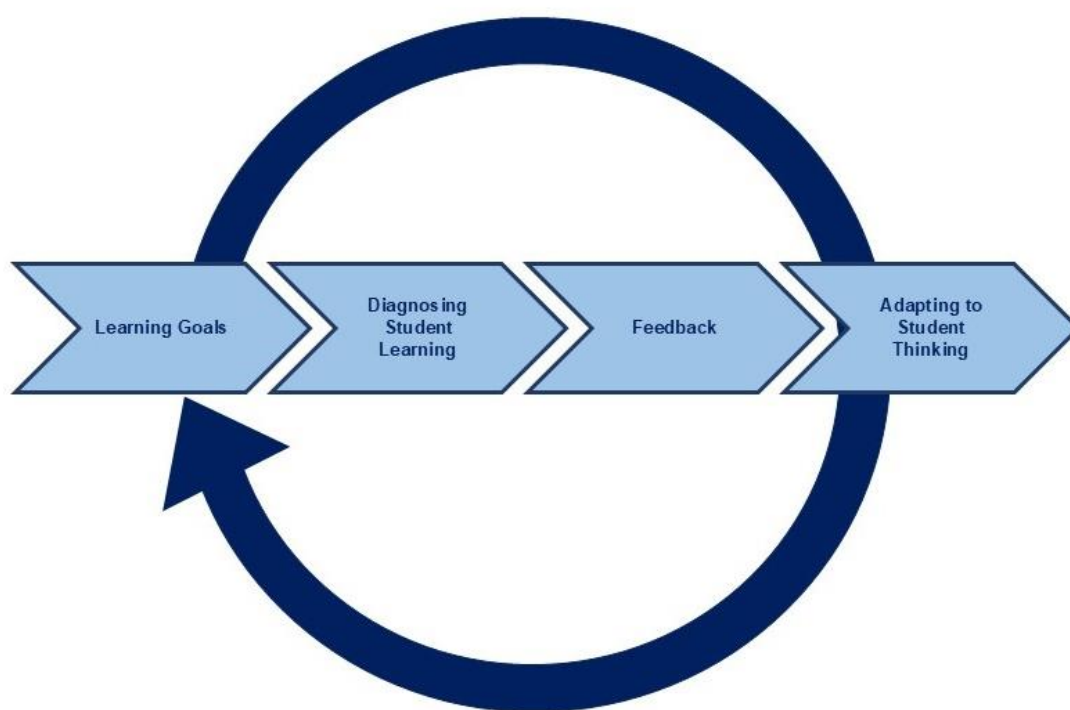 Learning Goals
Diagnosing
Student
Learning
Feedback
Adapting to
Student
Thinking